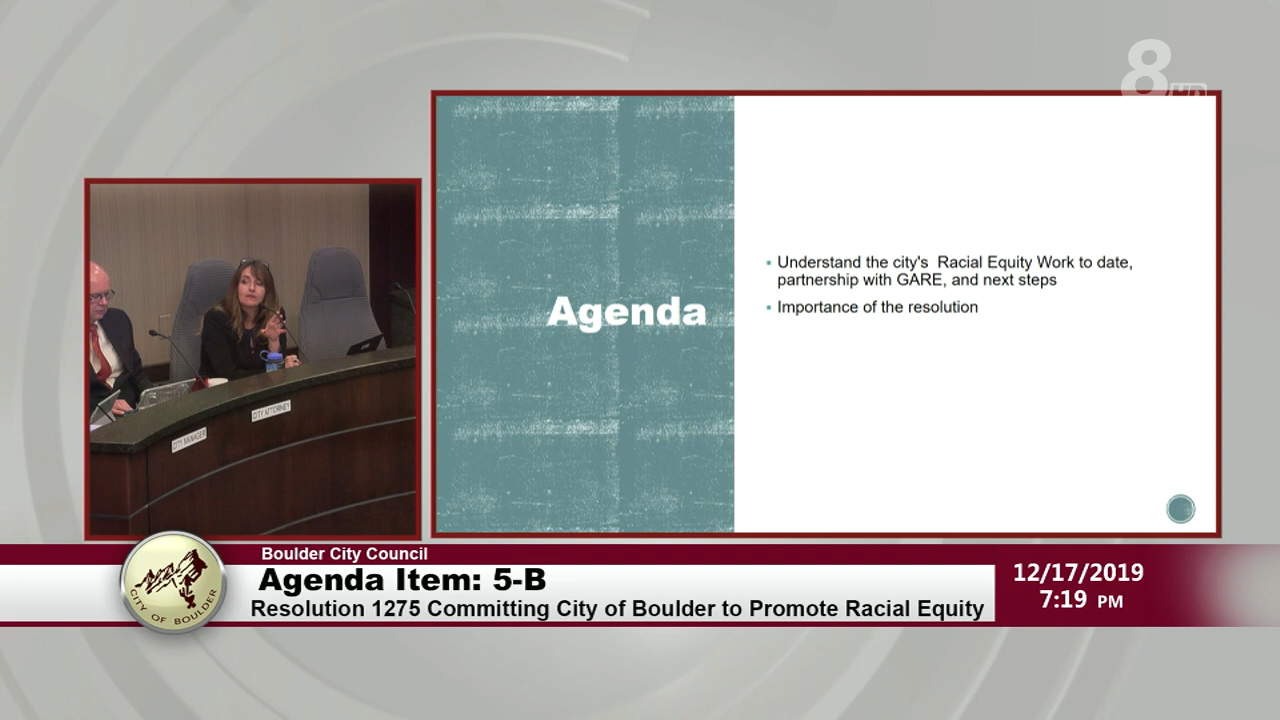 8
HD
Agenda
Understand the city's Racial Equity Work to date,
partnership with GARE, and next steps
Importance of the resolution
CITY MANAGER
CITY ATTORNEY
Boulder City Council
Agenda Item: 5-B
Resolution 1275 Committing City of Boulder to Promote Racial Equity
12/17/2019
7:19 PM
CITY OF BOULDER